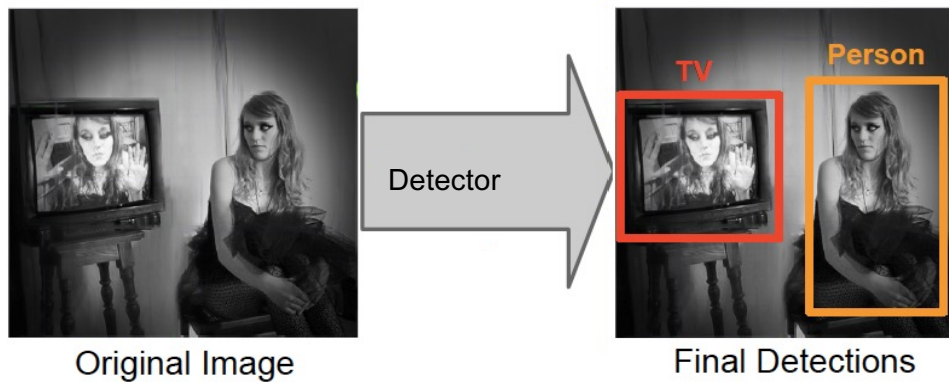 TV
Person
Detector
Original Image
Final Detections